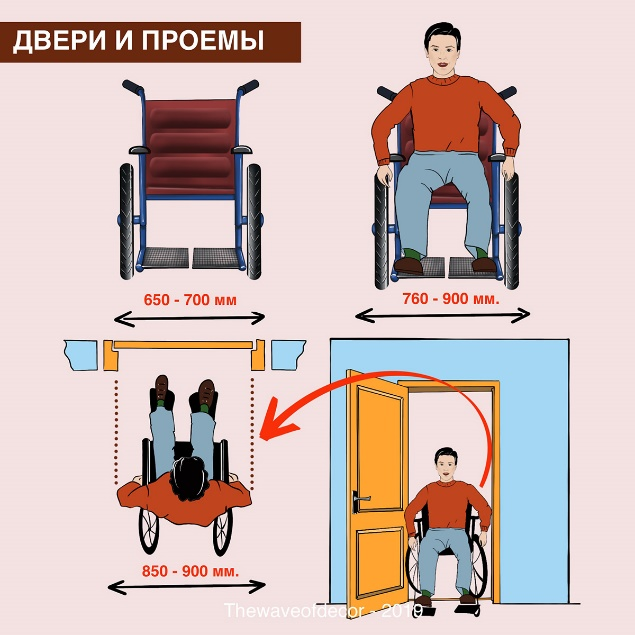 ДВЕРИ И ПРОЕМЫ
650 - 700 мм
760 - 900 мм.
850 - 900 мм.
Thewaveofdecor - 2019